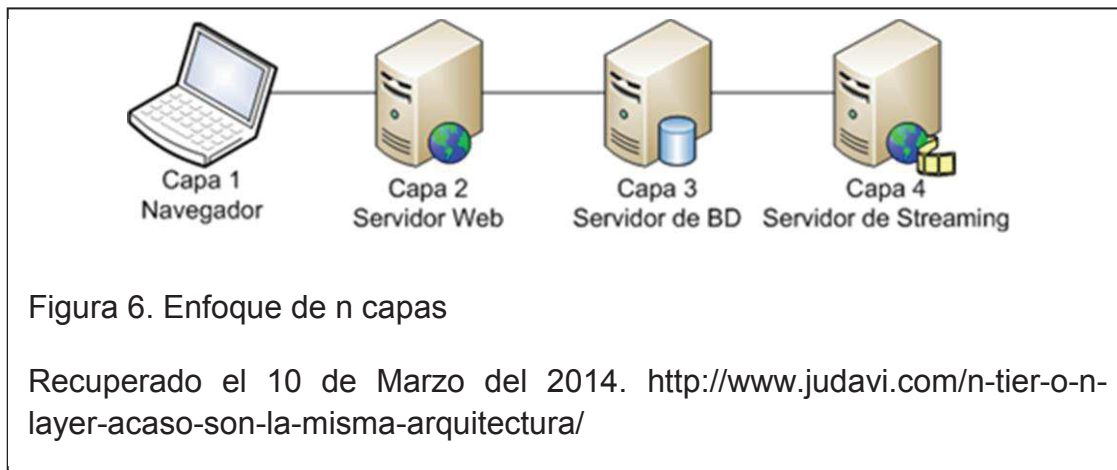 Capa 1
Navegador
Capa 2
Servidor Web
Capa 3
Servidor de BD
Capa 4
Servidor de Streaming
Figura 6. Enfoque de n capas
Recuperado el 10 de Marzo del 2014. http://www.judavi.com/n-tier-o-n-
layer-acaso-son-la-misma-arquitectura/